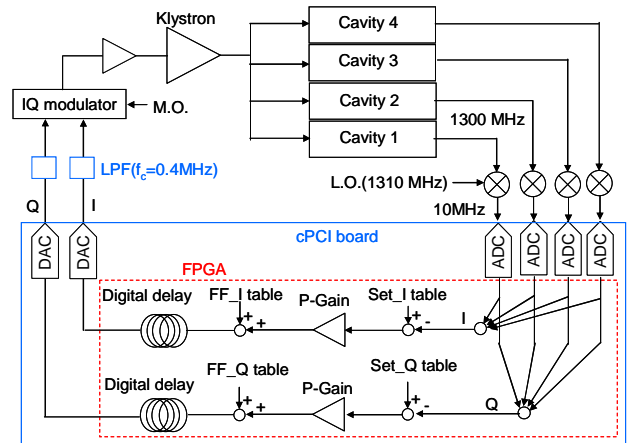 Klystron
Cavity 4
Cavity 3
Cavity 2
Cavity 1
IQ modulator
M.O.
1300 MHz
LPF(fc=0.4MHz)
L.O.(1310 MHz)
10MHz
Q
I
cPCI board
DAC
DAC
ADC
ADC
ADC
ADC
FPGA
Digital delay
FF_I table
P-Gain
Set_I table
+
+
+
-
I
Digital delay
FF_Q table
P-Gain
Set_Q table
+
+
+
-
Q